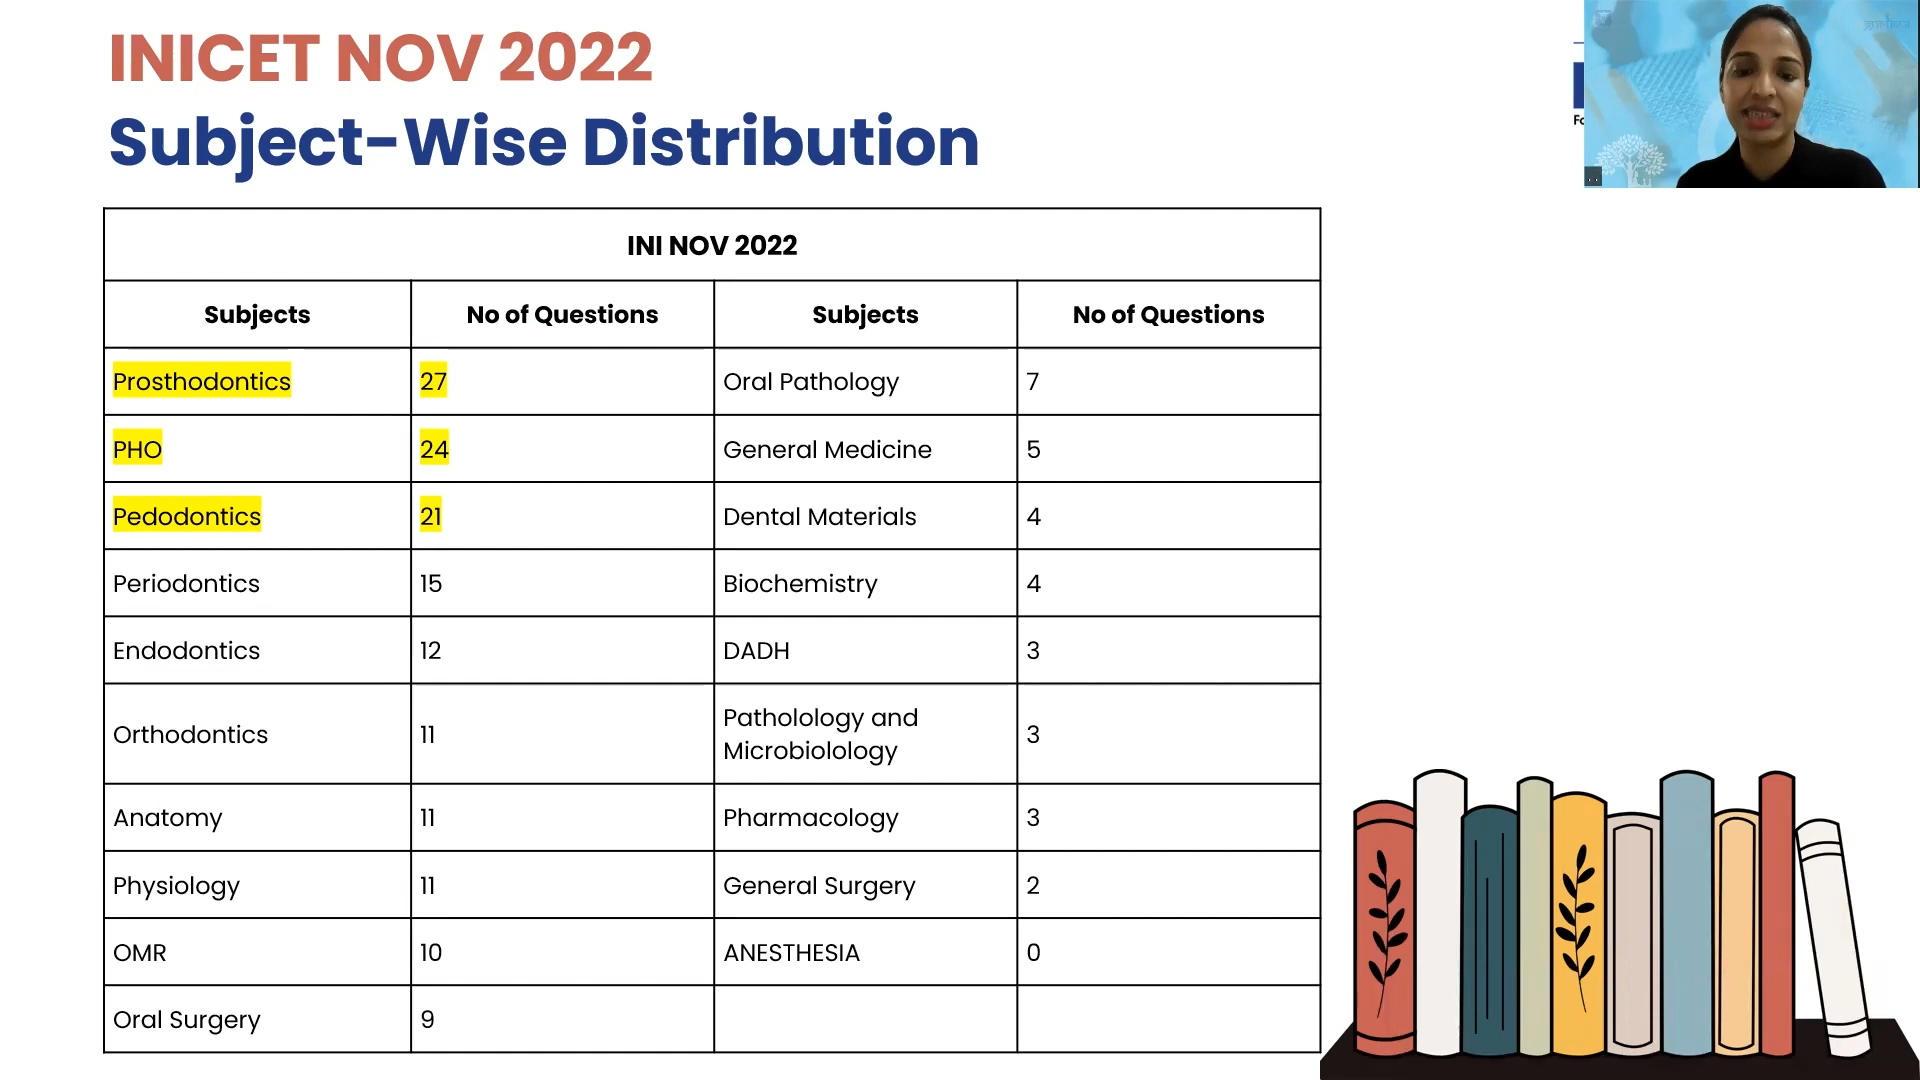 INICET NOV 2022
Subject-Wise Distribution
INI NOV 2022
Subjects No of Questions Subjects No of Questions
Prosthodontics 27 Oral Pathology 7
PHO 24 General Medicine 5
Pedodontics 21 Dental Materials 4
Periodontics 15 Biochemistry 4
Endodontics 12 DADH 3
Orthodontics 11 Patholology and
Microbiolology 3
Anatomy 11 Pharmacology 3
Physiology 11 General Surgery 2
OMR 10 ANESTHESIA 0
Oral Surgery 9